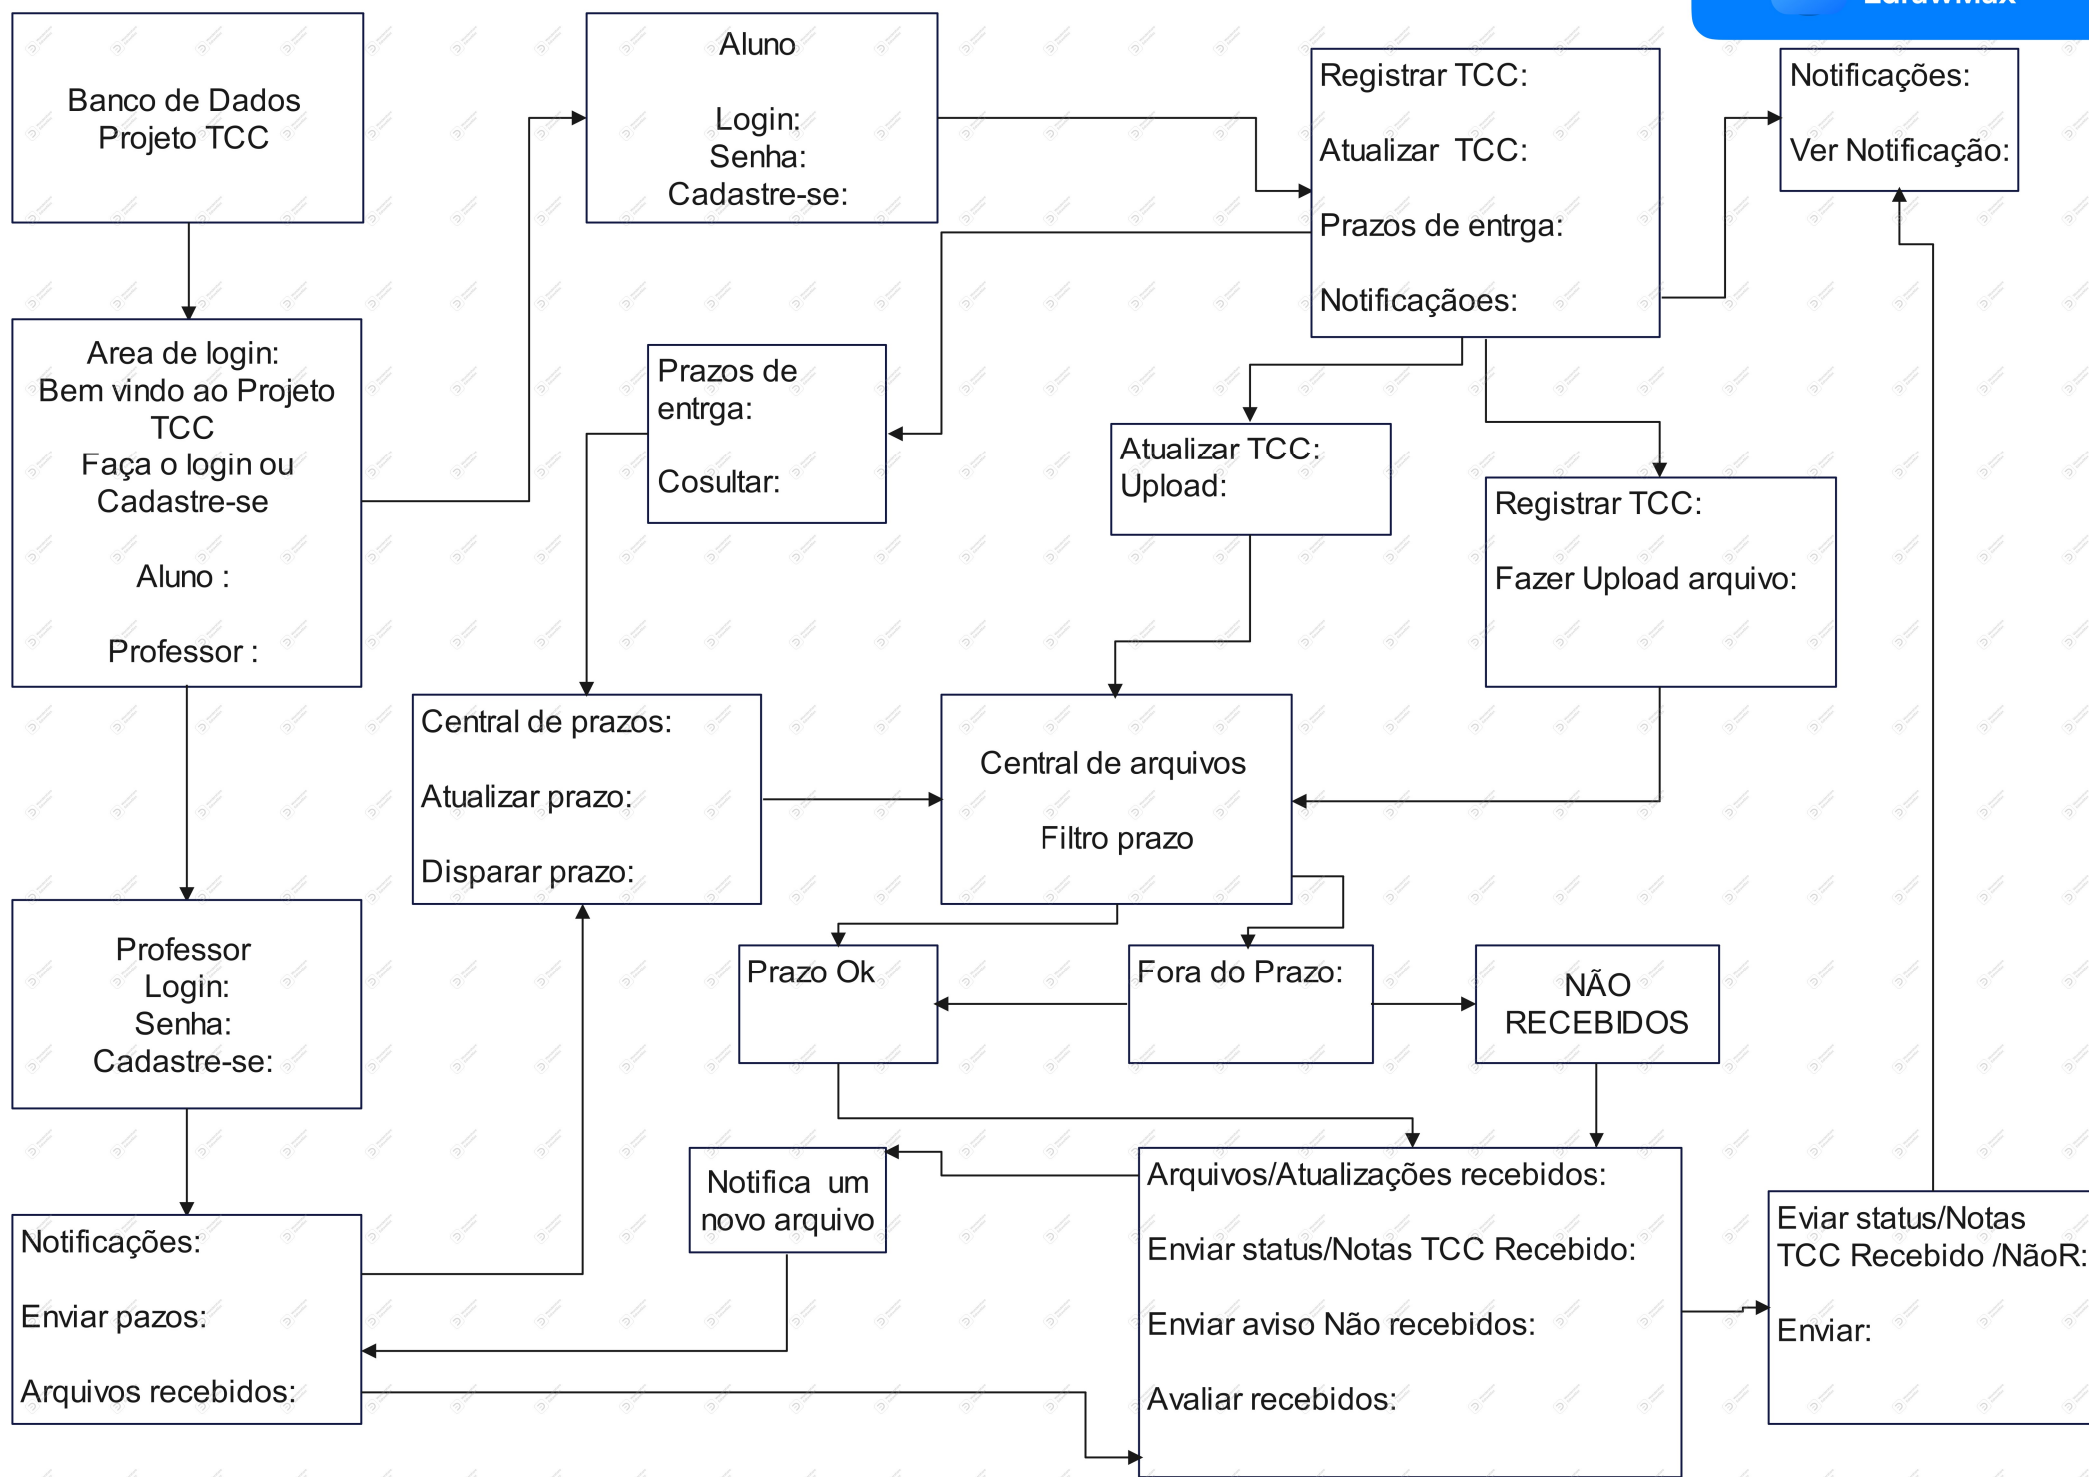 EdrawMax
Banco de Dados
Projeto TCC
Aluno
Login:
Senha:
Cadastre-se:
Registrar TCC:
Atualizar  TCC:
Prazos de entrga:
Notificaçãoes:
Notificações:
Ver Notificação:
Area de login:
Bem vindo ao Projeto
TCC
Faça o login ou
Cadastre-se
Aluno :
Professor :
Prazos de
entrga:
Cosultar:
Atualizar TCC:
Upload:
Registrar TCC:
Fazer Upload arquivo:
Central de prazos:
Atualizar prazo:
Disparar prazo:
Central de arquivos
Filtro prazo
Professor
Login:
Senha:
Cadastre-se:
Prazo Ok
Fora do Prazo:
NÃO
RECEBIDOS
Notifica  um
novo arquivo
Arquivos/Atualizações recebidos:
Enviar status/Notas TCC Recebido:
Enviar aviso Não recebidos:
Avaliar recebidos:
Eviar status/Notas
TCC Recebido /NãoR:
Enviar:
Notificações:
Enviar pazos:
Arquivos recebidos: